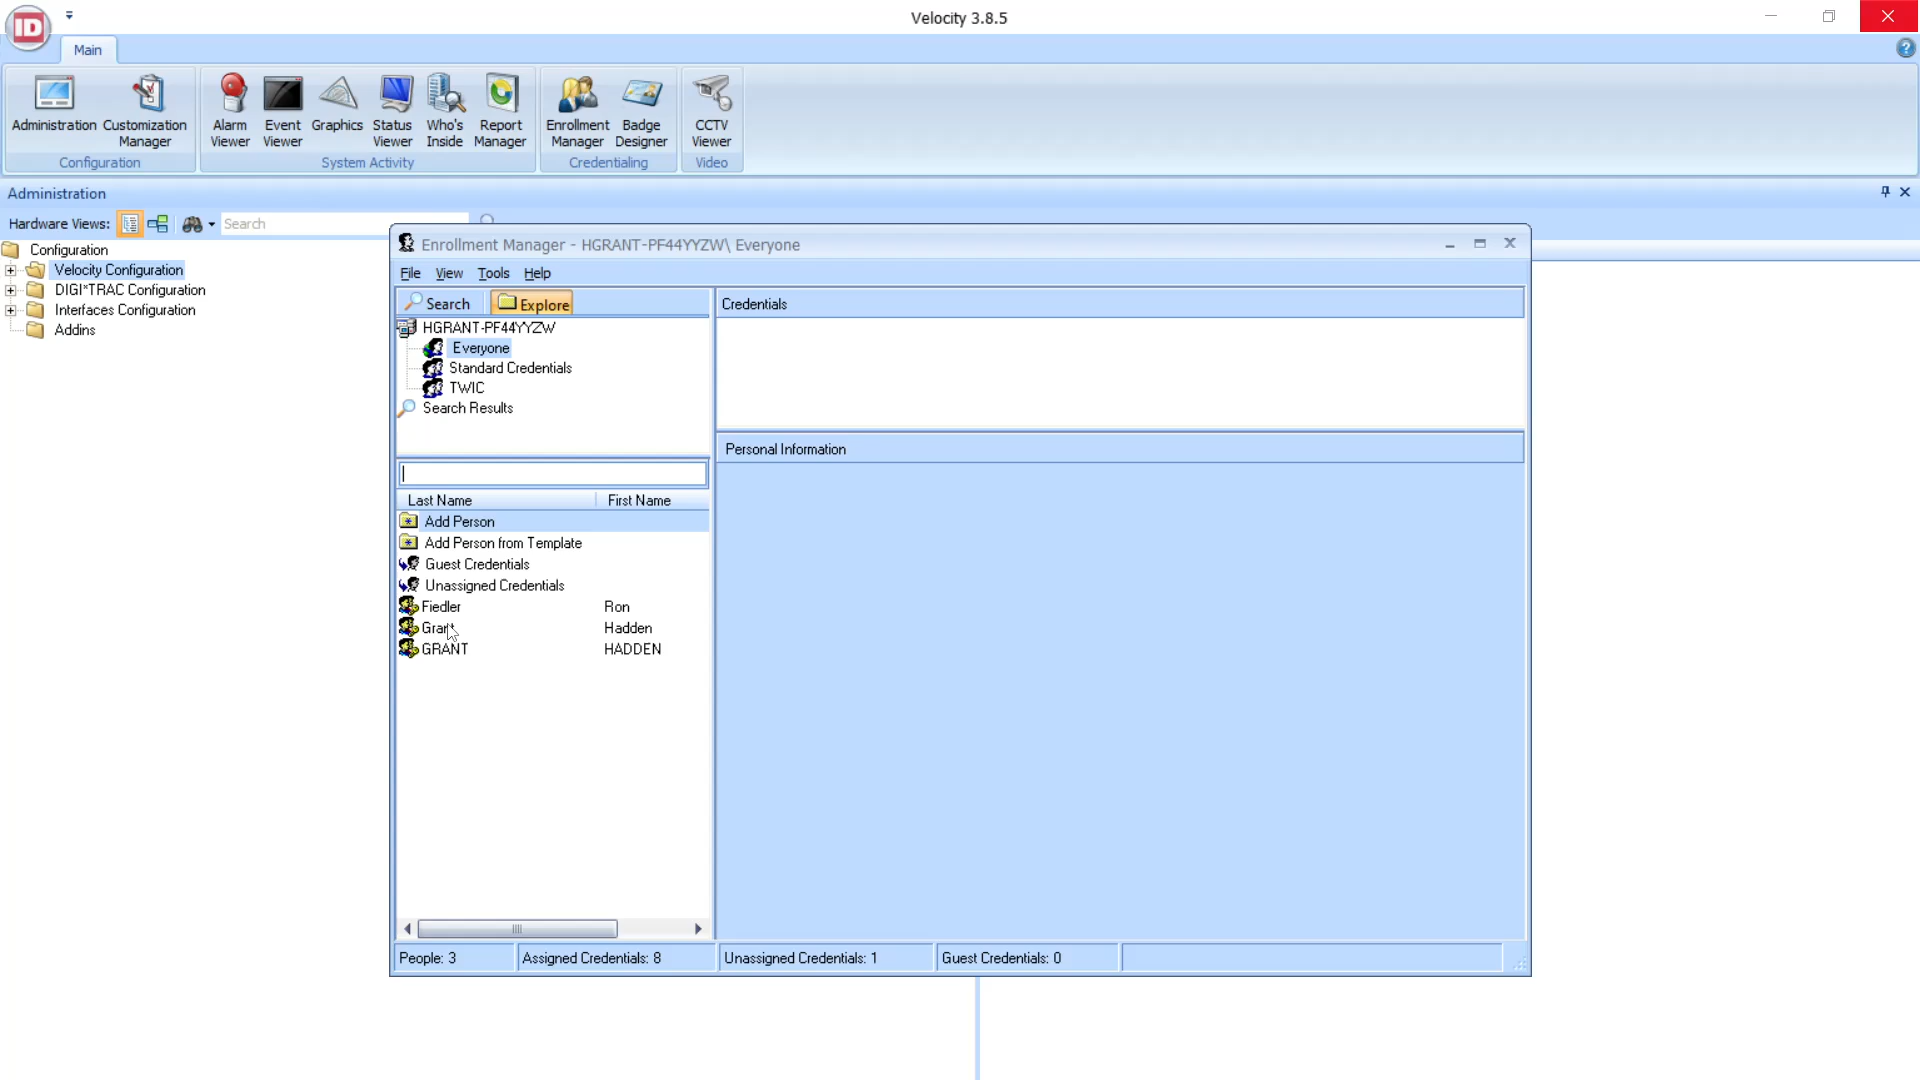 ID
Velocity 3.8.5
Main
Administration
Customization Manager
Alarm Viewer
Event Viewer
Graphics
Status Viewer
Who's Inside
Report Manager
Enrollment Manager
Badge Designer
CCTV Viewer
Configuration
System Activity
Credentialing
Video
Administration
Hardware Views:
Search
Configuration
Velocity Configuration
DIGI*TRAC Configuration
Interfaces Configuration
Addins
Enrollment Manager - HGRANT-PF44YYZW\ Everyone
File View Tools Help
Search Explore
HGRANT-PF44YYZW
Everyone
Standard Credentials
TWIC
Search Results
Last Name First Name
Add Person
Add Person from Template
Guest Credentials
Unassigned Credentials
Fiedler Ron
Grant Hadden
GRANT HADDEN
Credentials
Personal Information
People: 3 Assigned Credentials: 8 Unassigned Credentials: 1 Guest Credentials: 0